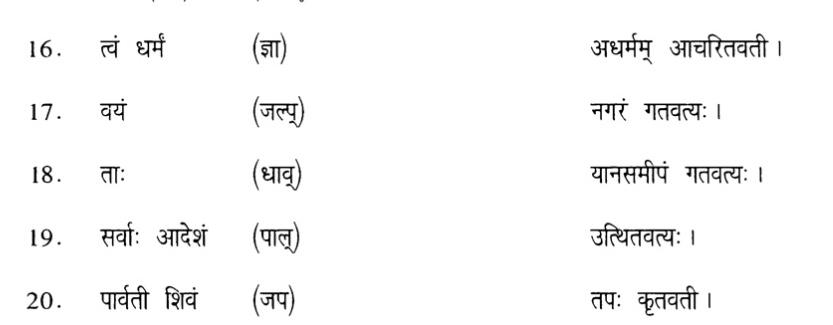 16. त्वं धर्मं (ज्ञा) अधर्मम् आचरितवती ।
17. वयं (जल्प्) नगरं गतवत्यः ।
18. ताः (धाव्) यानसमीपं गतवत्यः ।
19. सर्वाः आदेशं (पाल्) उत्थितवत्यः ।
20. पार्वती शिवं (जप) तपः कृतवती ।